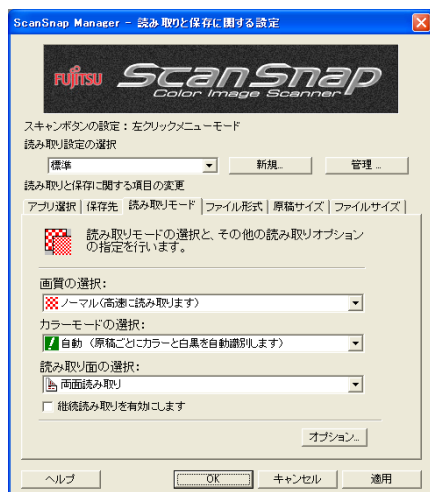 ScanSnap Manager - 読み取りと保存に関する設定
FUJITSU ScanSnap
Color Image Scanner
スキャンボタンの設定：左クリックメニューモード
読み取り設定の選択
標準 新規... 管理...
読み取りと保存に関する項目の変更
アプリ選択 保存先 読み取りモード ファイル形式 原稿サイズ ファイルサイズ
読み取りモードの選択と、その他の読み取りオプション
の指定を行います。
画質の選択：
ノーマル(高速に読み取ります)
カラーモードの選択：
自動 (原稿ごとにカラーと白黒を自動識別します)
読み取り面の選択：
両面読み取り
継続読み取りを有効にします
オプション...
ヘルプ OK キャンセル 適用